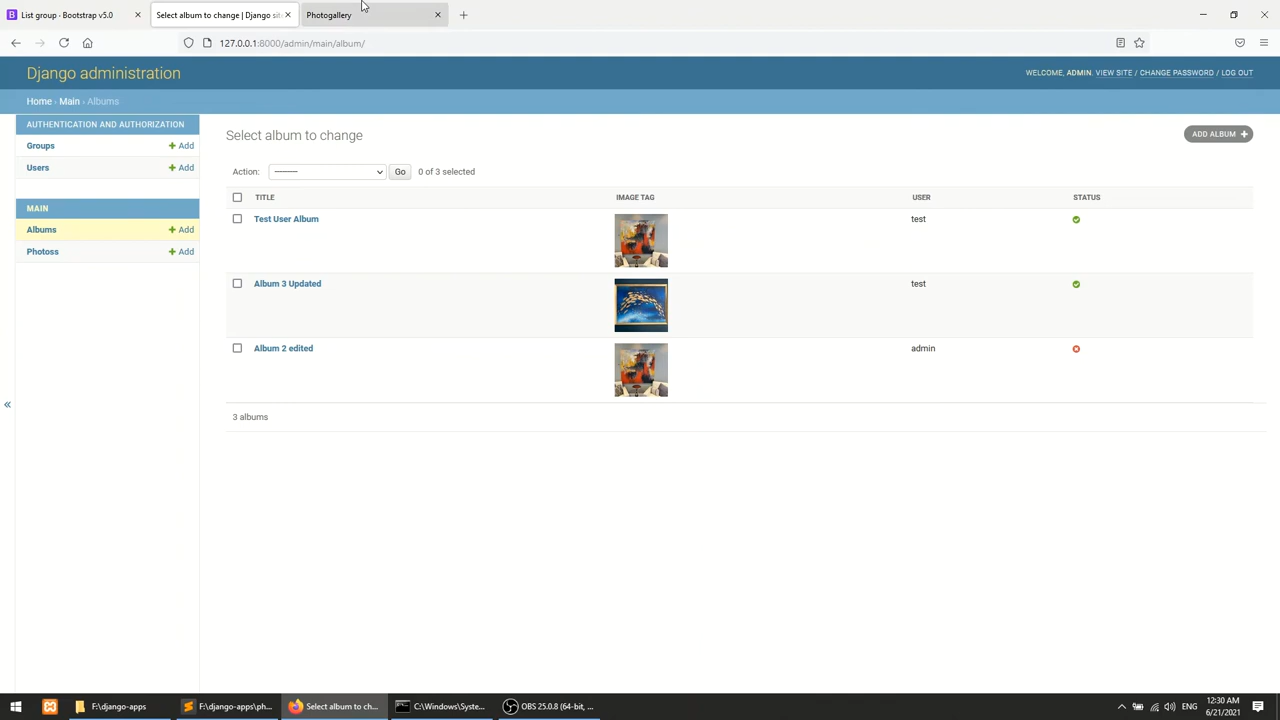 List group · Bootstrap v5.0
Select album to change | Django sit
Photogallery
127.0.0.1:8000/admin/main/album/
Django administration
WELCOME, ADMIN. VIEW SITE / CHANGE PASSWORD / LOG OUT
Home › Main › Albums
AUTHENTICATION AND AUTHORIZATION
Groups
Add
Users
Add
MAIN
Albums
Add
Photoss
Add
Select album to change
ADD ALBUM
Action: --------- Go 0 of 3 selected
TITLE IMAGE TAG USER STATUS
Test User Album test
Album 3 Updated test
Album 2 edited admin
3 albums
F:\django-apps
F:\django-apps\ph...
Select album to ch...
C:\Windows\Syste...
OBS 25.0.8 (64-bit, ...
ENG
12:30 AM
6/21/2021